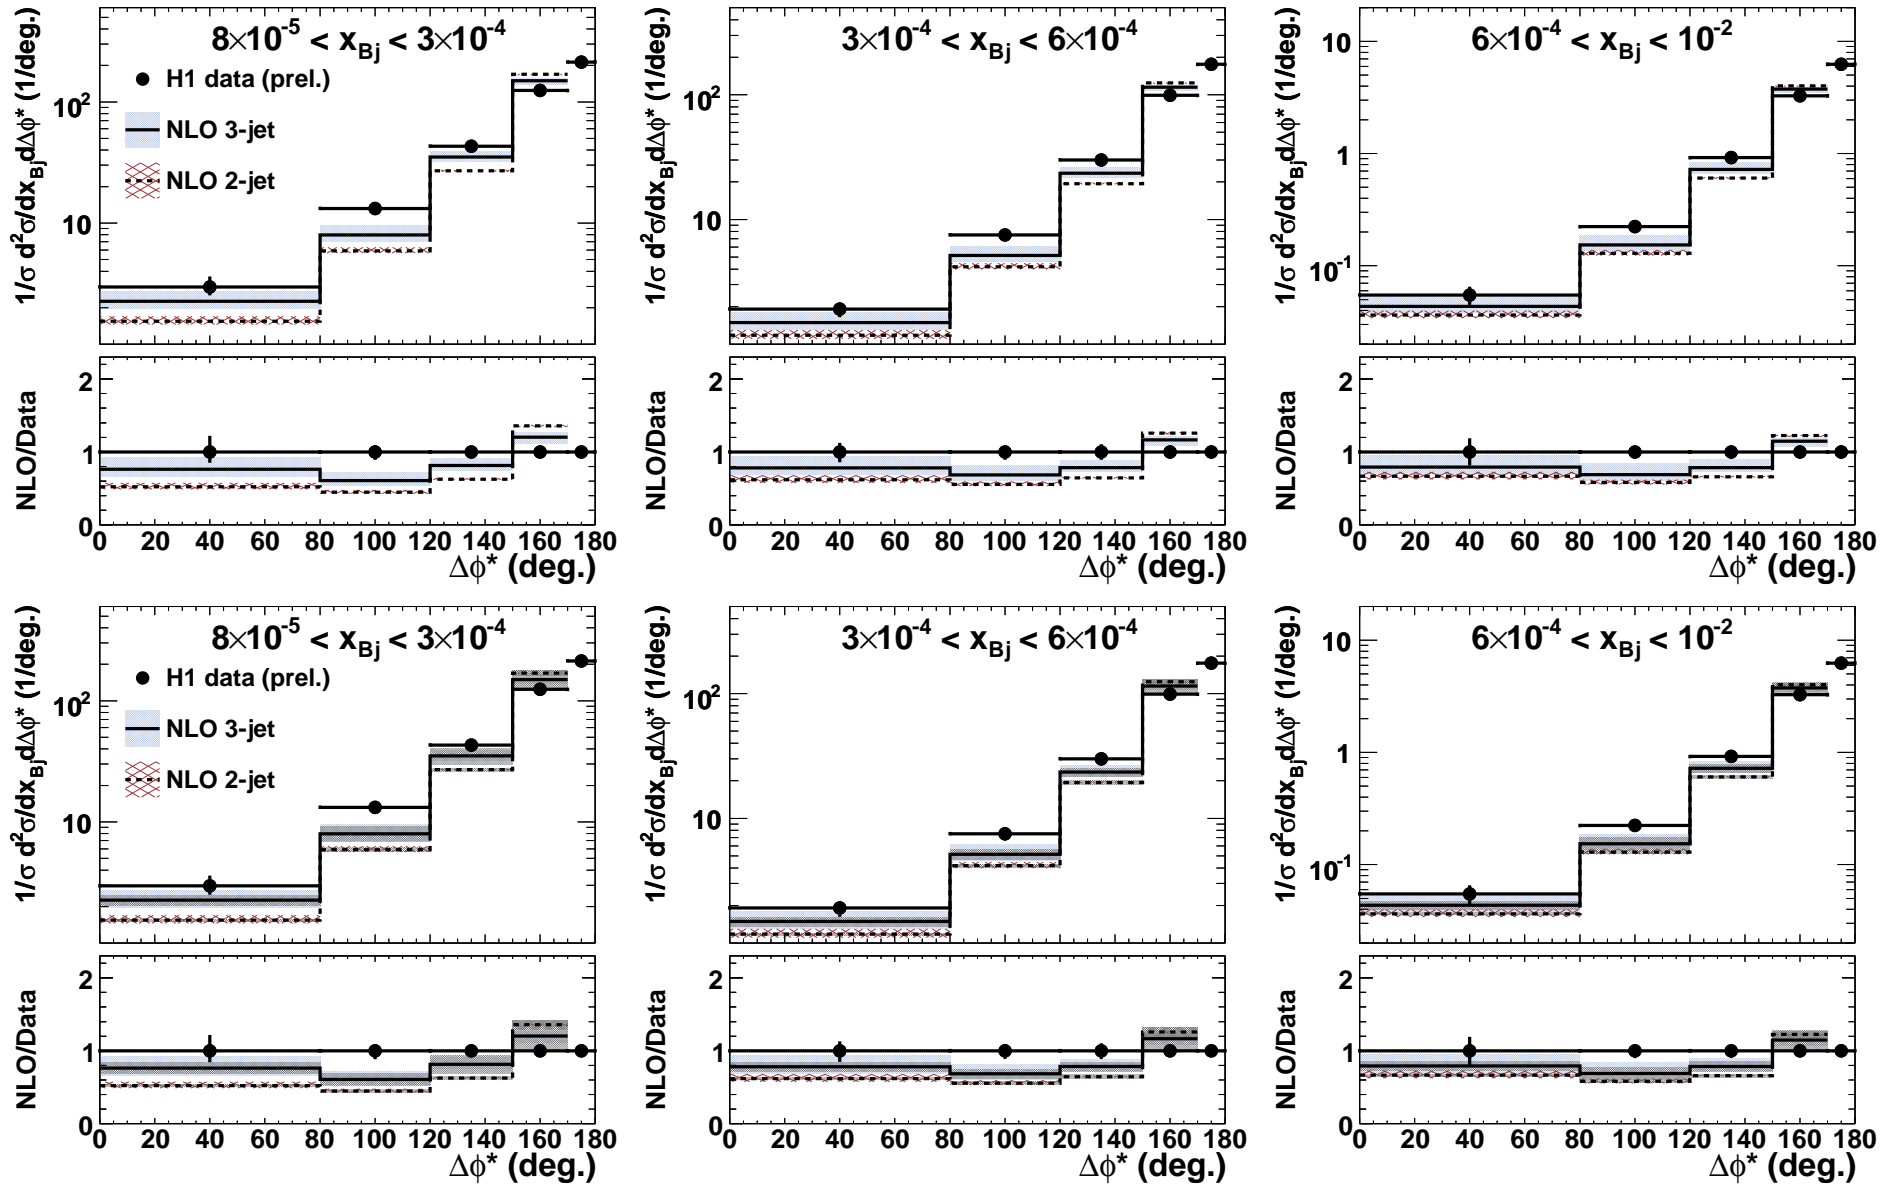 8×10⁻⁵ < x_Bj < 3×10⁻⁴
H1 data (prel.)
NLO 3-jet
NLO 2-jet
1/σ d²σ/dx_Bj dΔφ* (1/deg.)
10²
10
NLO/Data
2
1
0
0 20 40 60 80 100 120 140 160 180
Δφ* (deg.)
3×10⁻⁴ < x_Bj < 6×10⁻⁴
1/σ d²σ/dx_Bj dΔφ* (1/deg.)
10²
10
NLO/Data
2
1
0
0 20 40 60 80 100 120 140 160 180
Δφ* (deg.)
6×10⁻⁴ < x_Bj < 10⁻²
1/σ d²σ/dx_Bj dΔφ* (1/deg.)
10
1
10⁻¹
NLO/Data
2
1
0
0 20 40 60 80 100 120 140 160 180
Δφ* (deg.)
8×10⁻⁵ < x_Bj < 3×10⁻⁴
H1 data (prel.)
NLO 3-jet
NLO 2-jet
1/σ d²σ/dx_Bj dΔφ* (1/deg.)
10²
10
NLO/Data
2
1
0
0 20 40 60 80 100 120 140 160 180
Δφ* (deg.)
3×10⁻⁴ < x_Bj < 6×10⁻⁴
1/σ d²σ/dx_Bj dΔφ* (1/deg.)
10²
10
NLO/Data
2
1
0
0 20 40 60 80 100 120 140 160 180
Δφ* (deg.)
6×10⁻⁴ < x_Bj < 10⁻²
1/σ d²σ/dx_Bj dΔφ* (1/deg.)
10
1
10⁻¹
NLO/Data
2
1
0
0 20 40 60 80 100 120 140 160 180
Δφ* (deg.)